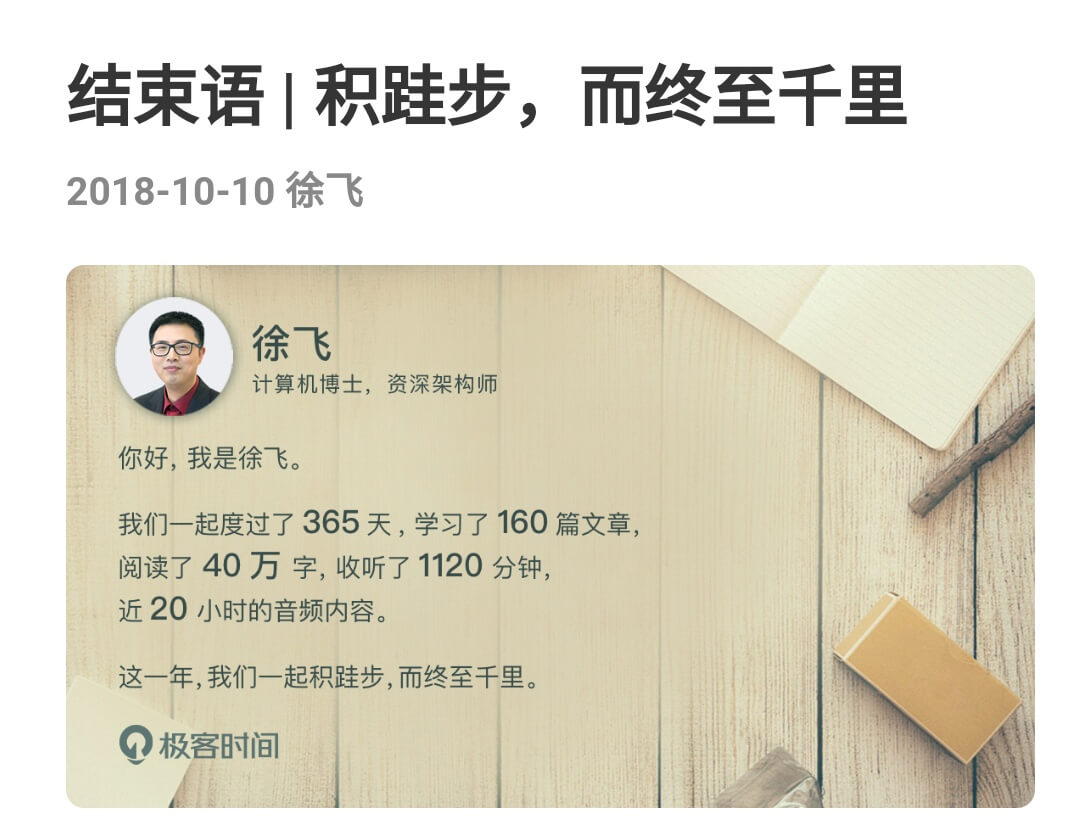 结束语 | 积跬步，而终至千里
2018-10-10 徐飞
徐飞
计算机博士，资深架构师
你好，我是徐飞。
我们一起度过了 365 天，学习了 160 篇文章，
阅读了 40 万 字，收听了 1120 分钟，
近 20 小时的音频内容。
这一年，我们一起积跬步，而终至千里。
极客时间